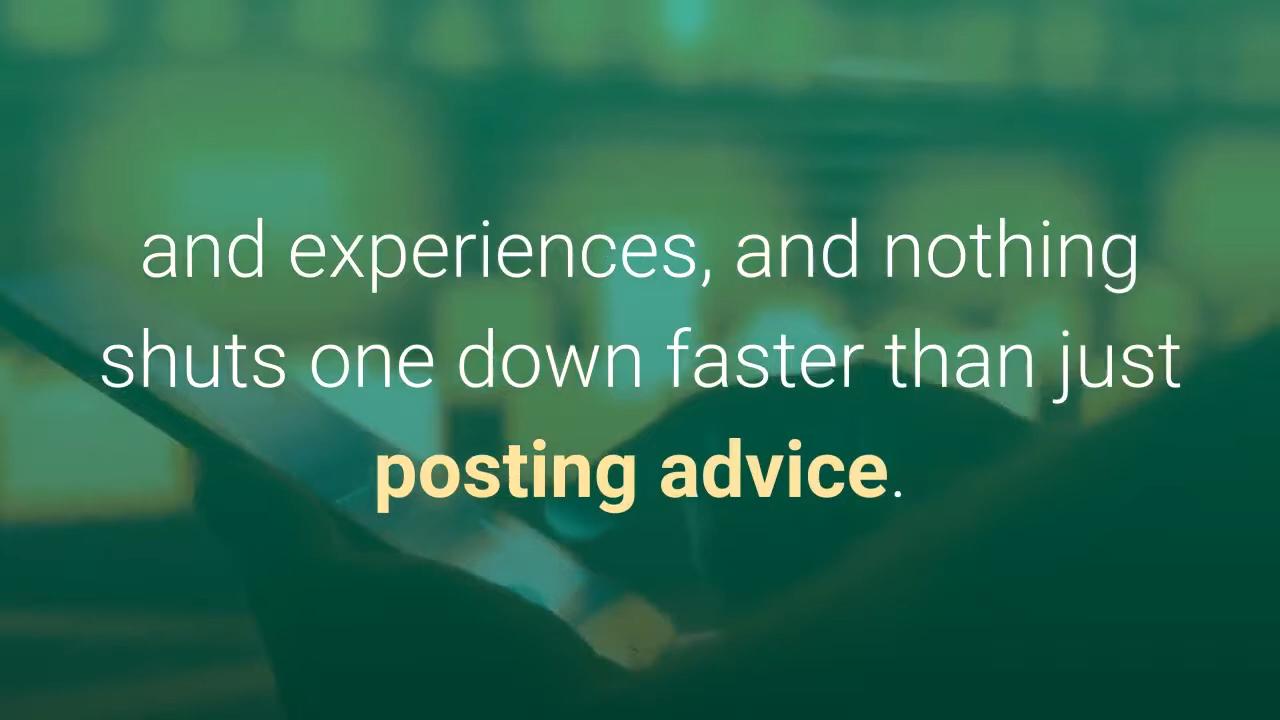 and experiences, and nothing
shuts one down faster than just
posting advice.